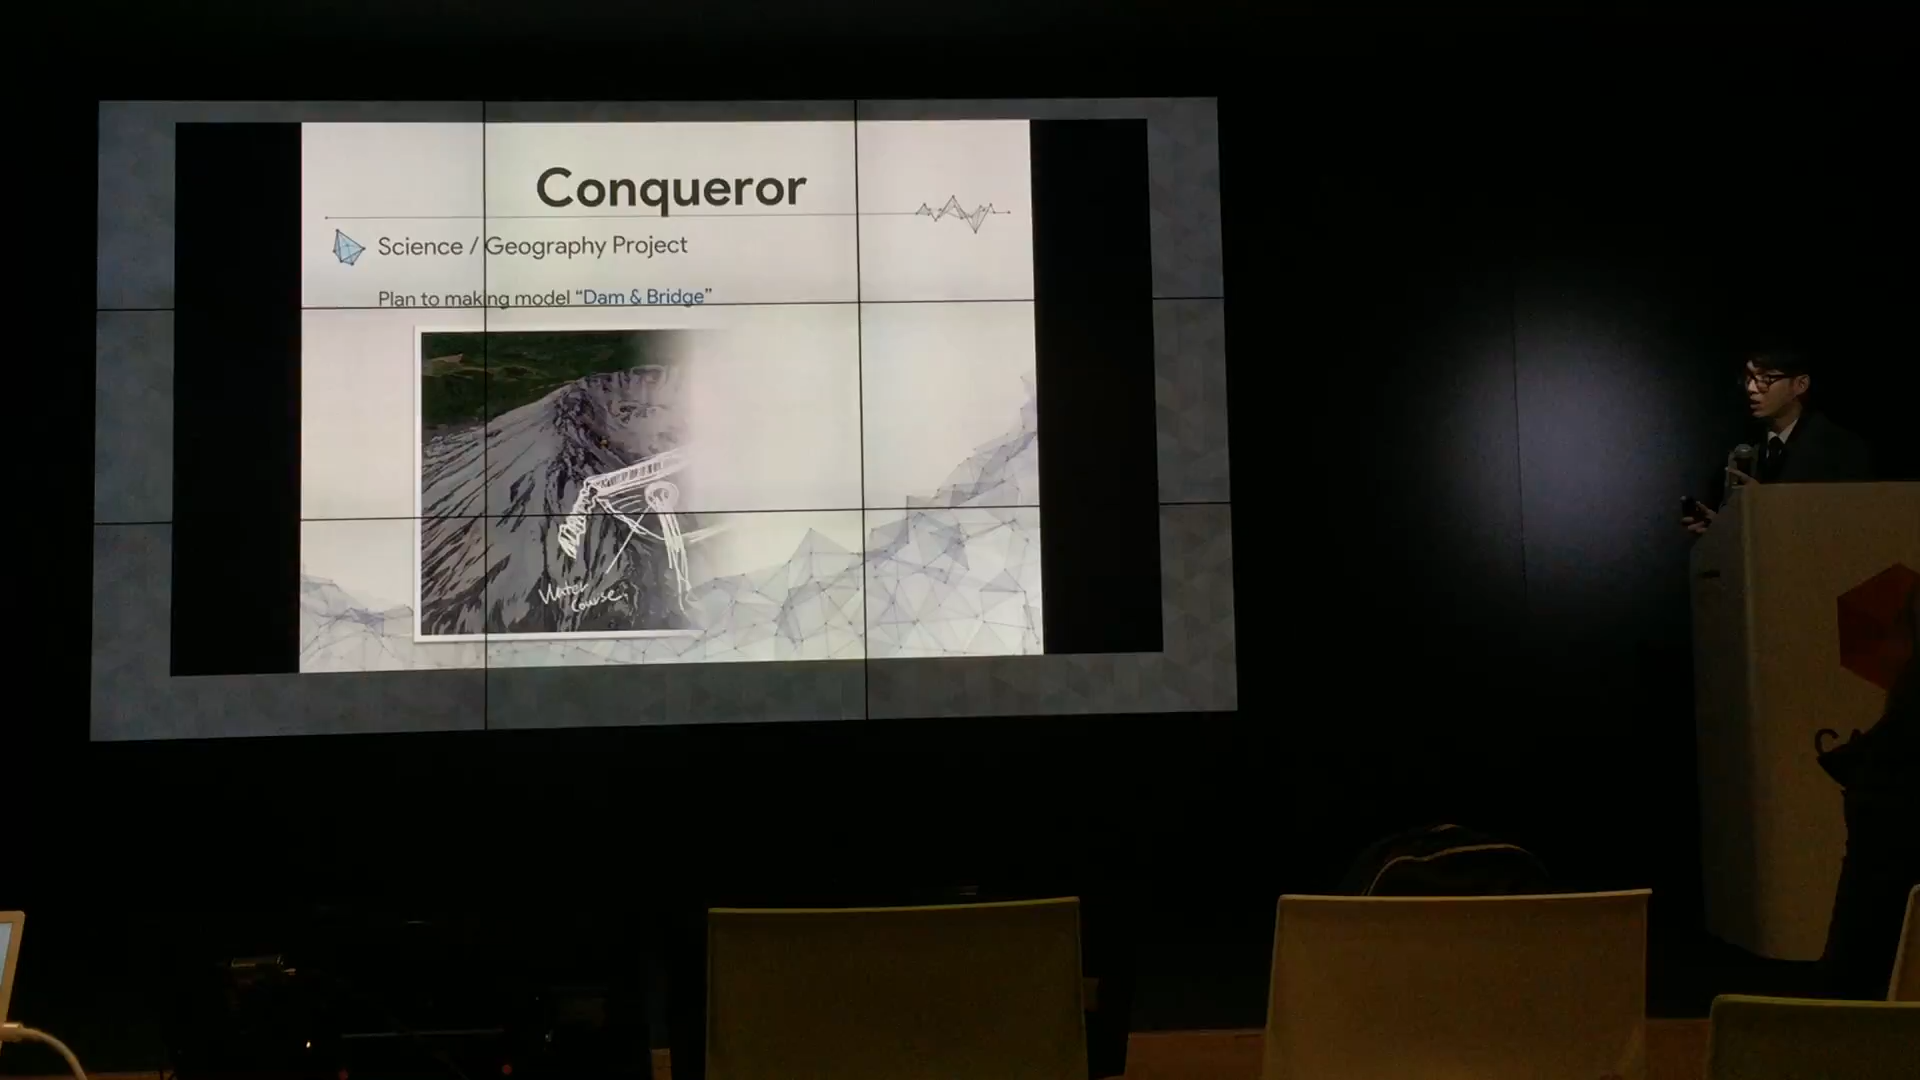 Conqueror
Science / Geography Project
Plan to making model “Dam & Bridge”
Water
Course